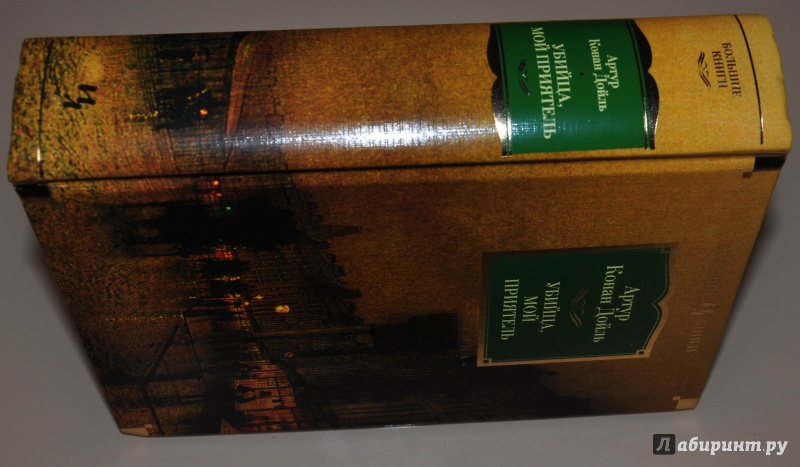 БОЛЬШИЕ
КНИГИ
Артур
Конан Дойль
УБИЙЦА,
МОЙ ПРИЯТЕЛЬ
Артур
Конан Дойль
УБИЙЦА,
МОЙ
ПРИЯТЕЛЬ
Лабиринт.ру